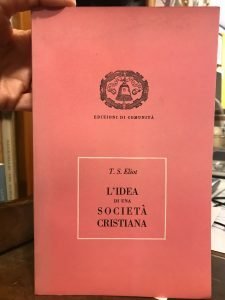 EDIZIONI DI COMUNITÀ
T. S. Eliot
L'IDEA
DI UNA
SOCIETÀ
CRISTIANA